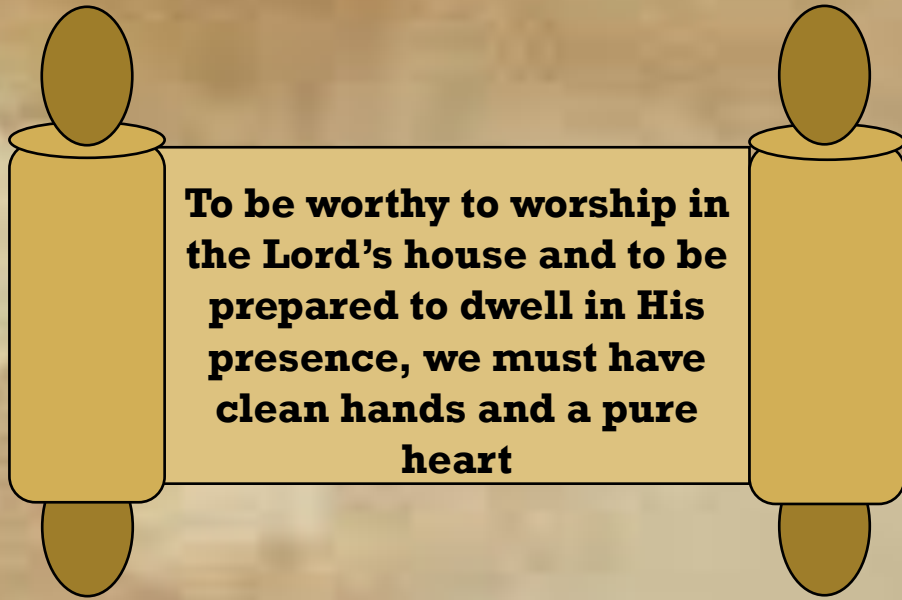 To be worthy to worship in
the Lord’s house and to be
prepared to dwell in His
presence, we must have
clean hands and a pure
heart